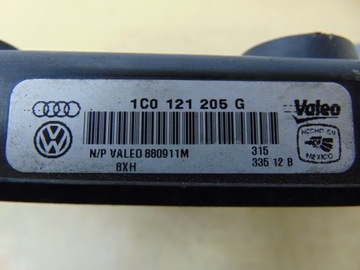 1C0 121 205 G
Valeo
N/P VALEO 880911M
8XH
315
335 12 B
HECHO EN
MEXICO